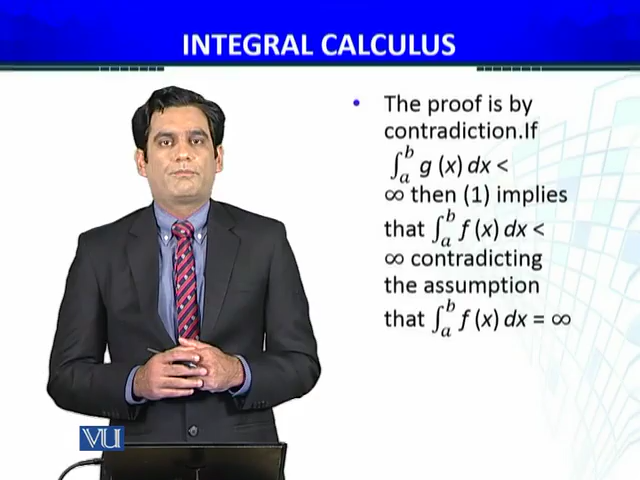 INTEGRAL CALCULUS
• The proof is by
contradiction.If
∫ₐᵇ g (x) dx <
∞ then (1) implies
that ∫ₐᵇ f (x) dx <
∞ contradicting
the assumption
that ∫ₐᵇ f (x) dx = ∞
VU